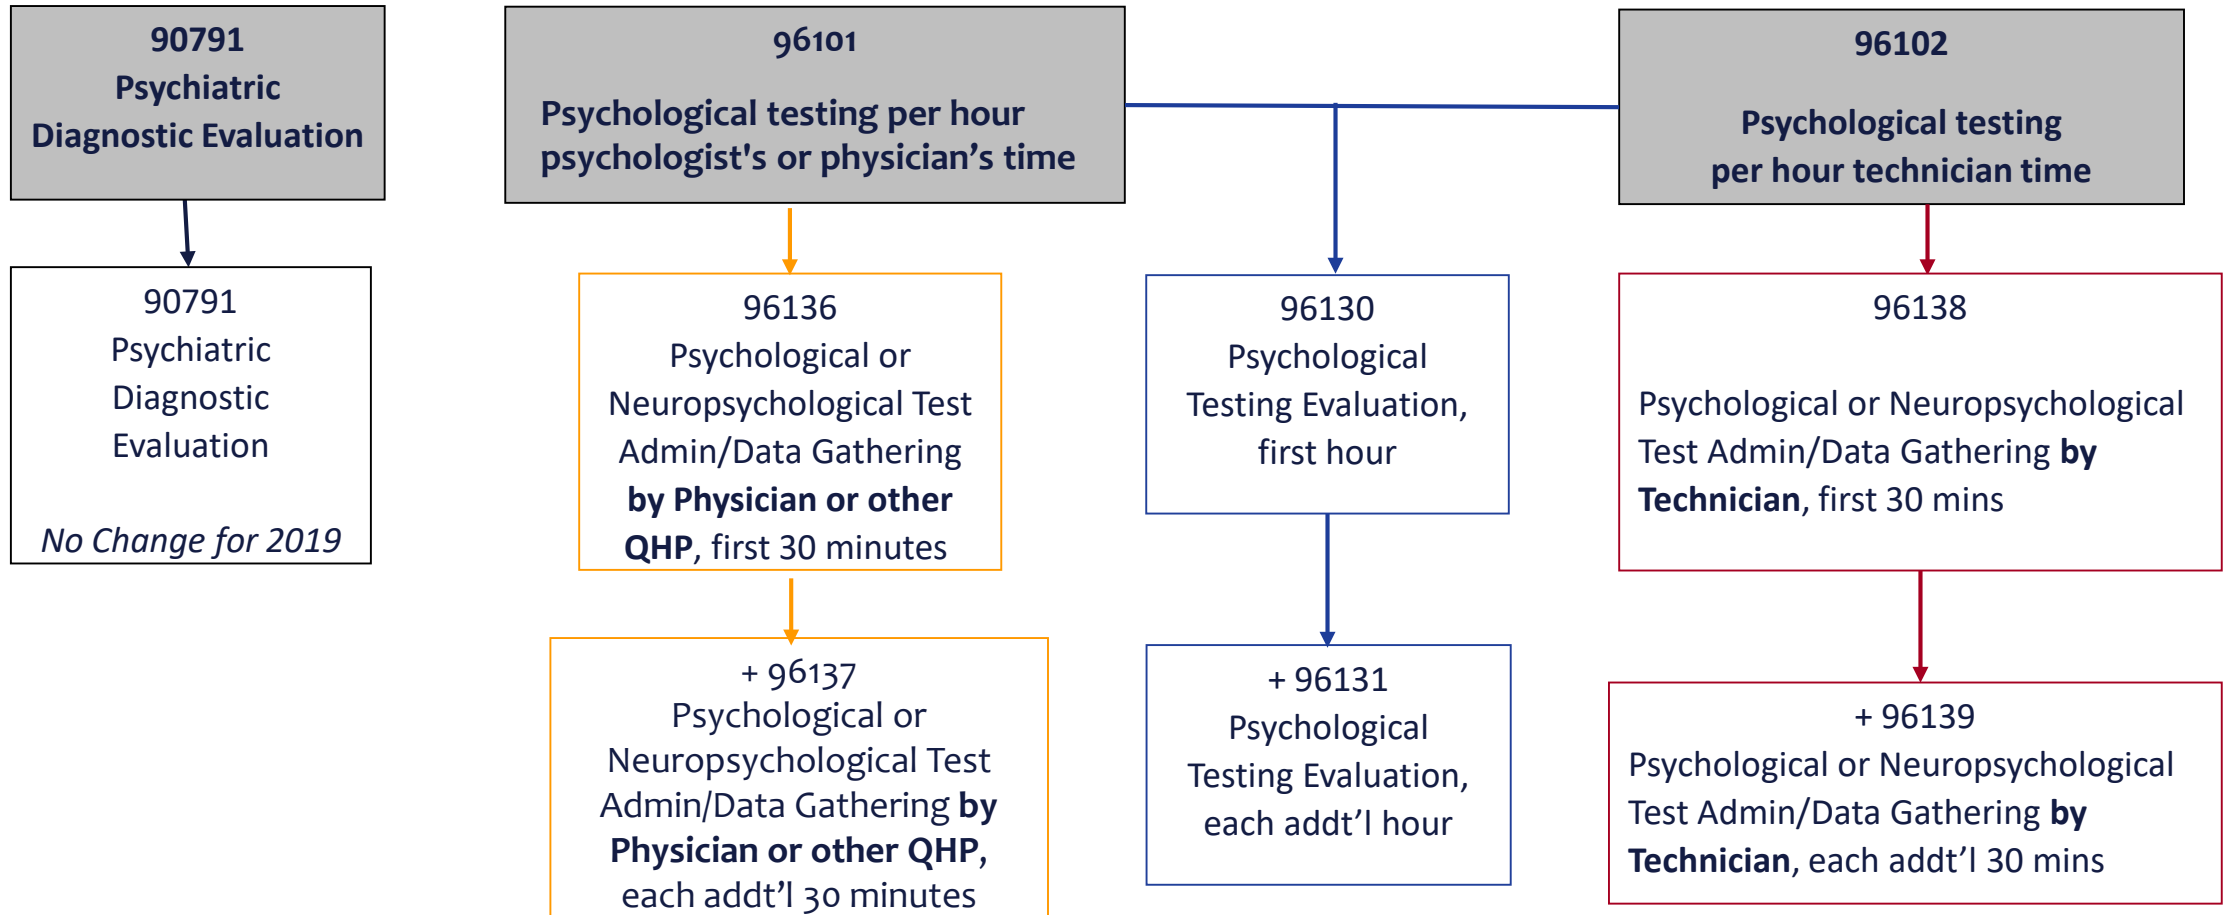 90791
Psychiatric
Diagnostic Evaluation
96101
Psychological testing per hour
psychologist's or physician’s time
96102
Psychological testing
per hour technician time
90791
Psychiatric
Diagnostic
Evaluation
No Change for 2019
96136
Psychological or
Neuropsychological Test
Admin/Data Gathering
by Physician or other
QHP, first 30 minutes
96130
Psychological
Testing Evaluation,
first hour
96138
Psychological or Neuropsychological
Test Admin/Data Gathering by
Technician, first 30 mins
+ 96137
Psychological or
Neuropsychological Test
Admin/Data Gathering by
Physician or other QHP,
each addt’l 30 minutes
+ 96131
Psychological
Testing Evaluation,
each addt’l hour
+ 96139
Psychological or Neuropsychological
Test Admin/Data Gathering by
Technician, each addt’l 30 mins